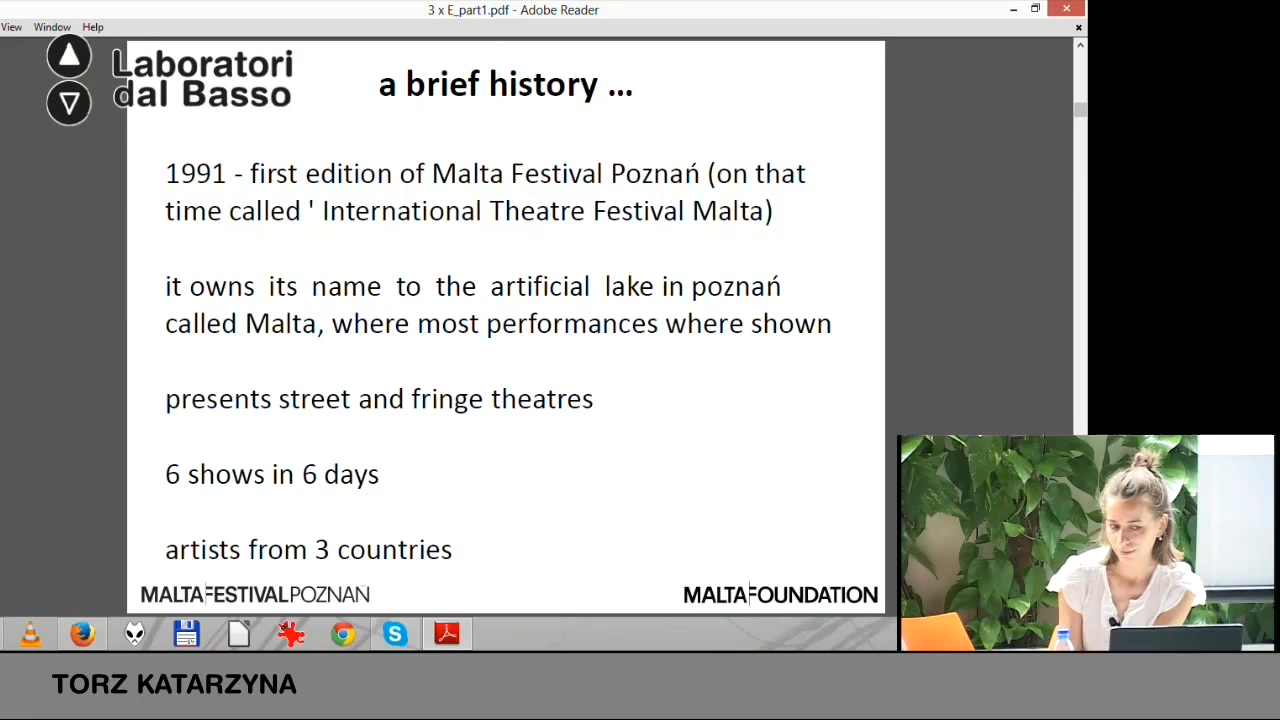 3 x E_part1.pdf - Adobe Reader
View Window Help
Laboratori
dal Basso
a brief history ...
1991 - first edition of Malta Festival Poznań (on that
time called ' International Theatre Festival Malta)
it owns its name to the artificial lake in poznań
called Malta, where most performances where shown
presents street and fringe theatres
6 shows in 6 days
artists from 3 countries
MALTAFESTIVALPOZNAŃ
MALTAFOUNDATION
TORZ KATARZYNA